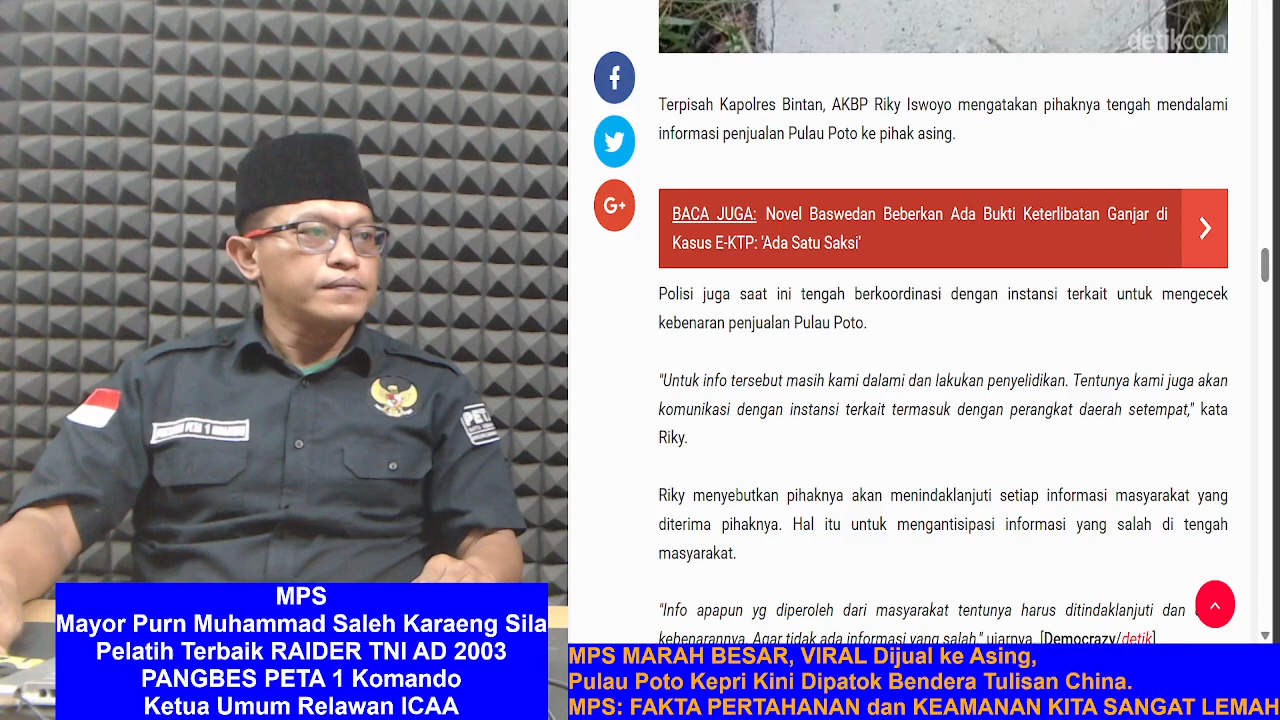 detikcom
Terpisah Kapolres Bintan, AKBP Riky Iswoyo mengatakan pihaknya tengah mendalami
informasi penjualan Pulau Poto ke pihak asing.
BACA JUGA: Novel Baswedan Beberkan Ada Bukti Keterlibatan Ganjar di
Kasus E-KTP: 'Ada Satu Saksi'
Polisi juga saat ini tengah berkoordinasi dengan instansi terkait untuk mengecek
kebenaran penjualan Pulau Poto.
"Untuk info tersebut masih kami dalami dan lakukan penyelidikan. Tentunya kami juga akan
komunikasi dengan instansi terkait termasuk dengan perangkat daerah setempat," kata
Riky.
Riky menyebutkan pihaknya akan menindaklanjuti setiap informasi masyarakat yang
diterima pihaknya. Hal itu untuk mengantisipasi informasi yang salah di tengah
masyarakat.
"Info apapun yg diperoleh dari masyarakat tentunya harus ditindaklanjuti dan
kebenarannya. Agar tidak ada informasi yang salah," ujarnya. [Democrazy/detik]
f
G+
PETA
PETA 1
MPS
Mayor Purn Muhammad Saleh Karaeng Sila
Pelatih Terbaik RAIDER TNI AD 2003
PANGBES PETA 1 Komando
Ketua Umum Relawan ICAA
MPS MARAH BESAR, VIRAL Dijual ke Asing,
Pulau Poto Kepri Kini Dipatok Bendera Tulisan China.
MPS: FAKTA PERTAHANAN dan KEAMANAN KITA SANGAT LEMAH